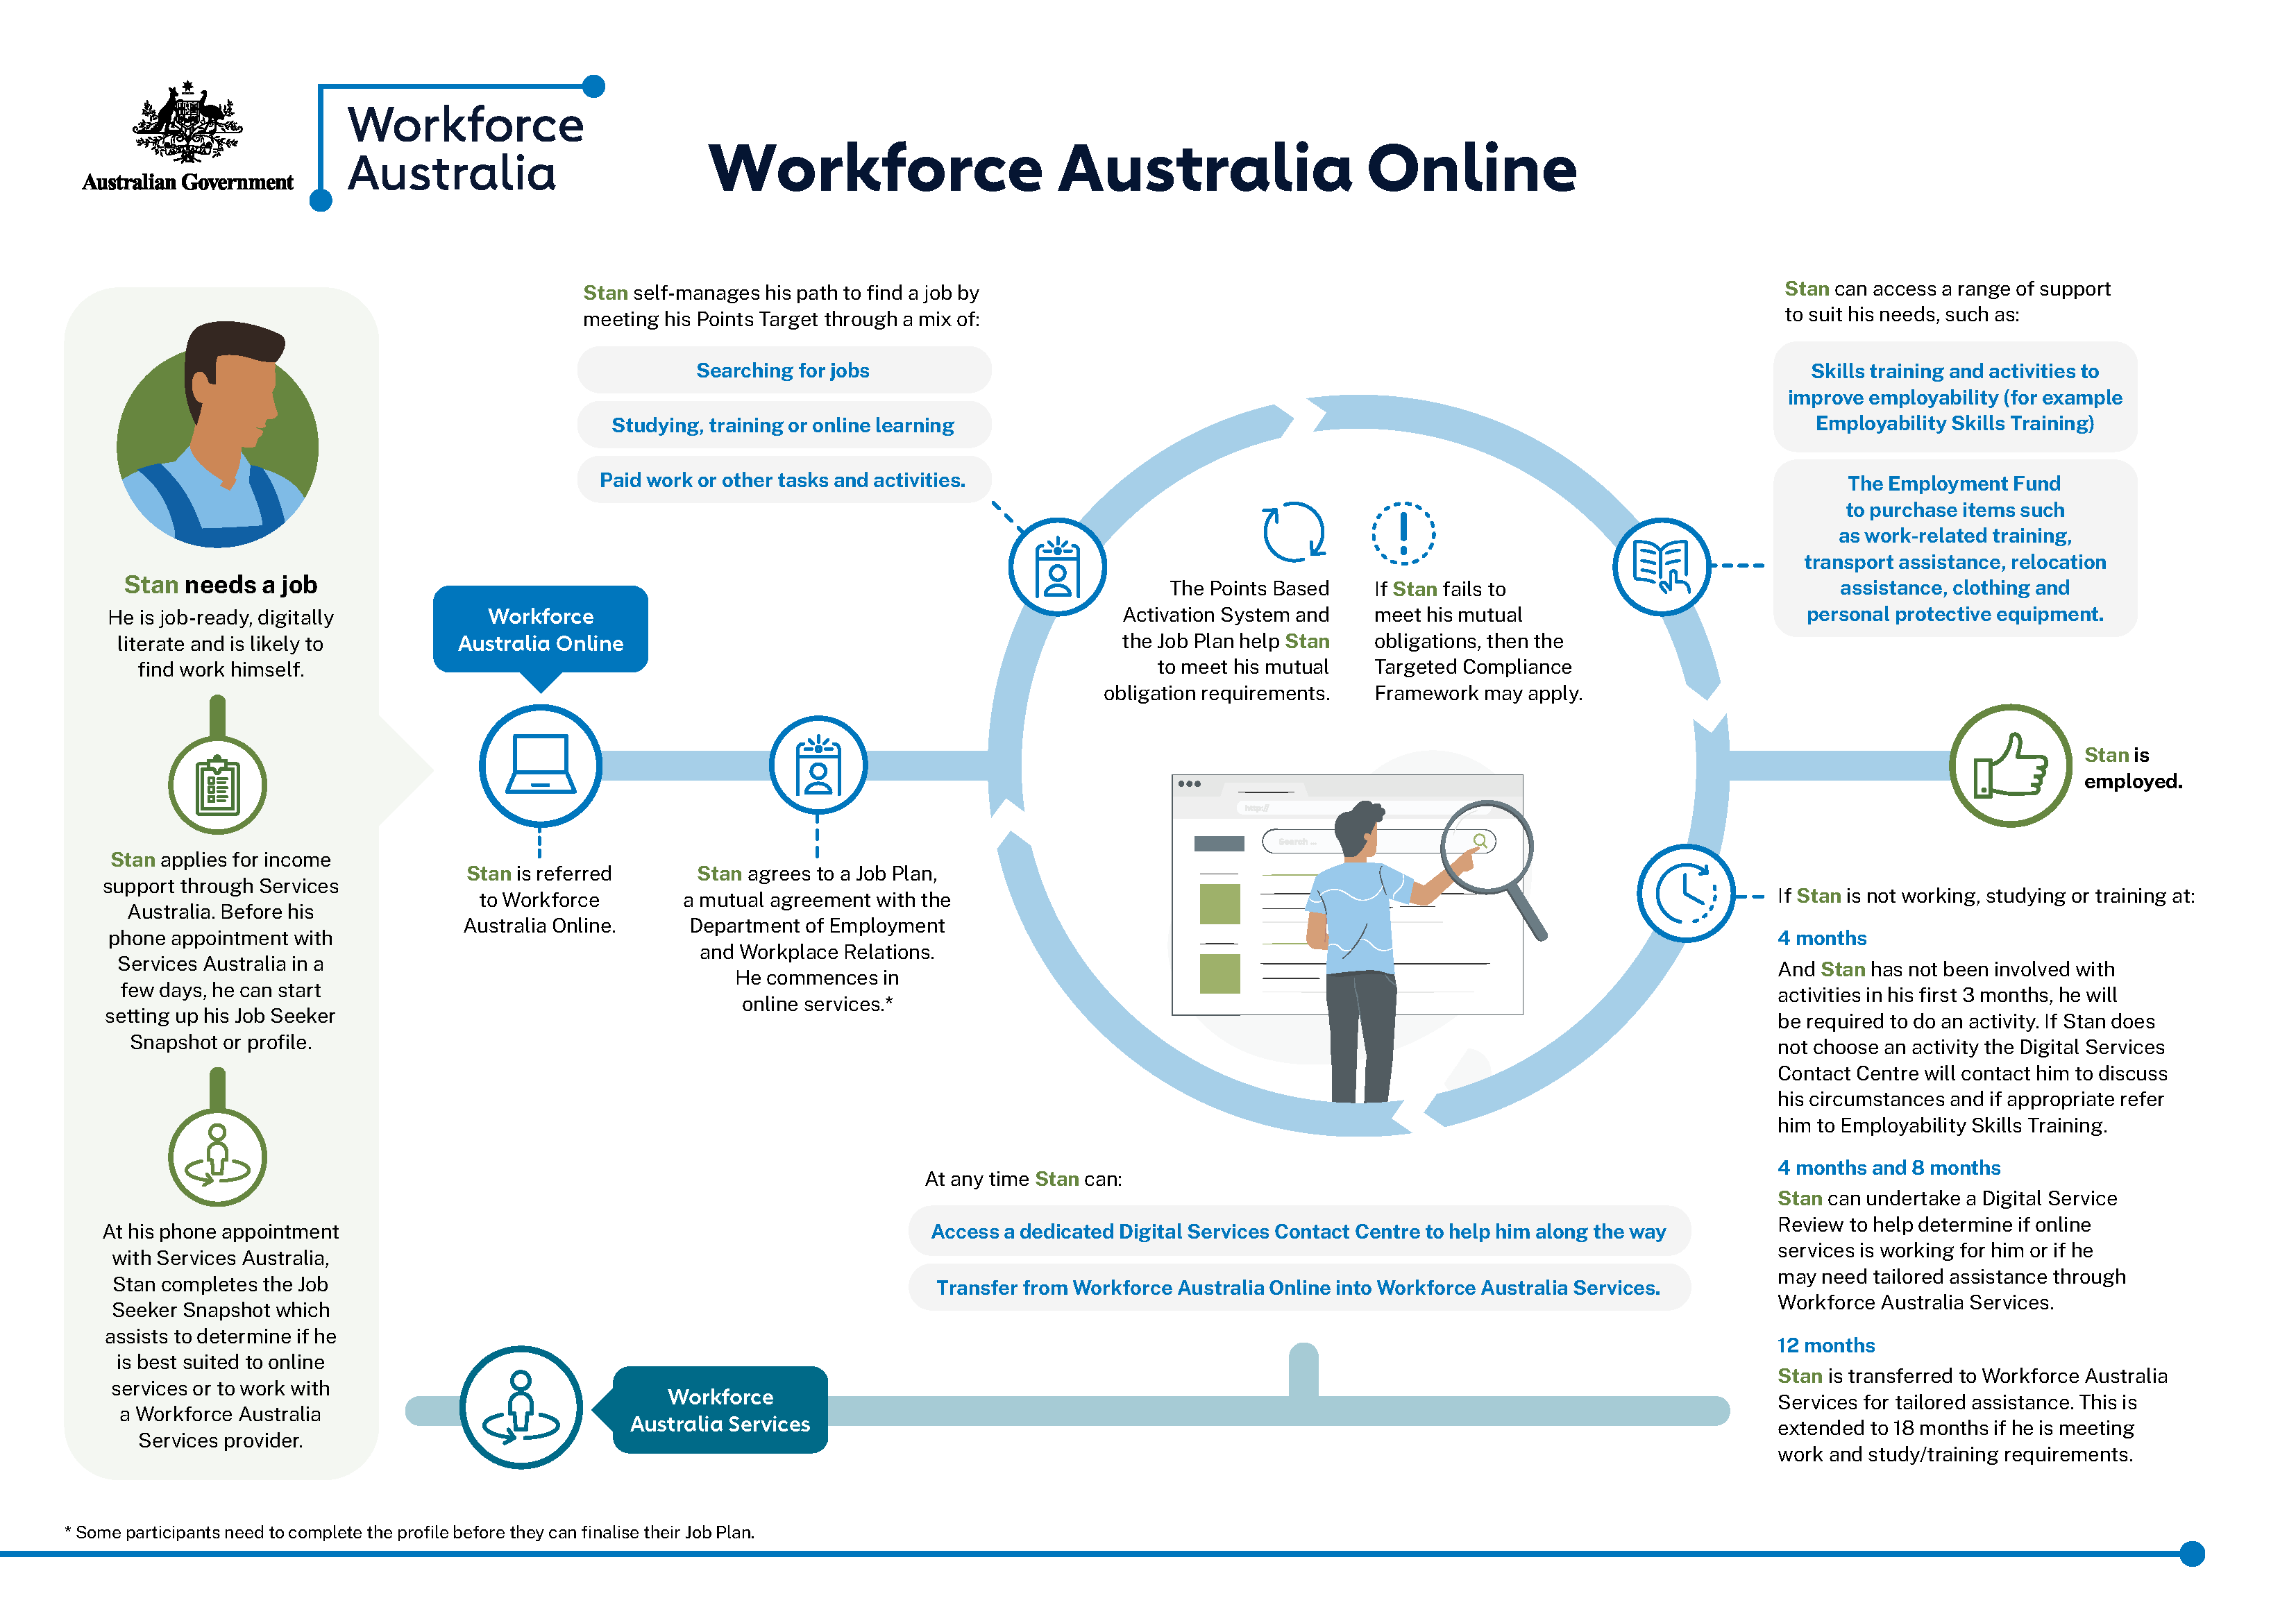 Australian Government
Workforce
Australia
Workforce Australia Online
Stan needs a job
He is job-ready, digitally
literate and is likely to
find work himself.
Stan applies for income
support through Services
Australia. Before his
phone appointment with
Services Australia in a
few days, he can start
setting up his Job Seeker
Snapshot or profile.
At his phone appointment
with Services Australia,
Stan completes the Job
Seeker Snapshot which
assists to determine if he
is best suited to online
services or to work with
a Workforce Australia
Services provider.
Workforce
Australia Online
Stan is referred
to Workforce
Australia Online.
Stan agrees to a Job Plan,
a mutual agreement with the
Department of Employment
and Workplace Relations.
He commences in
online services.*
Stan self-manages his path to find a job by
meeting his Points Target through a mix of:
Searching for jobs
Studying, training or online learning
Paid work or other tasks and activities.
The Points Based
Activation System and
the Job Plan help Stan
to meet his mutual
obligation requirements.
If Stan fails to
meet his mutual
obligations, then the
Targeted Compliance
Framework may apply.
http://
Search ...
Stan can access a range of support
to suit his needs, such as:
Skills training and activities to
improve employability (for example
Employability Skills Training)
The Employment Fund
to purchase items such
as work-related training,
transport assistance, relocation
assistance, clothing and
personal protective equipment.
Stan is
employed.
If Stan is not working, studying or training at:
4 months
And Stan has not been involved with
activities in his first 3 months, he will
be required to do an activity. If Stan does
not choose an activity the Digital Services
Contact Centre will contact him to discuss
his circumstances and if appropriate refer
him to Employability Skills Training.
4 months and 8 months
Stan can undertake a Digital Service
Review to help determine if online
services is working for him or if he
may need tailored assistance through
Workforce Australia Services.
12 months
Stan is transferred to Workforce Australia
Services for tailored assistance. This is
extended to 18 months if he is meeting
work and study/training requirements.
At any time Stan can:
Access a dedicated Digital Services Contact Centre to help him along the way
Transfer from Workforce Australia Online into Workforce Australia Services.
Workforce
Australia Services
* Some participants need to complete the profile before they can finalise their Job Plan.